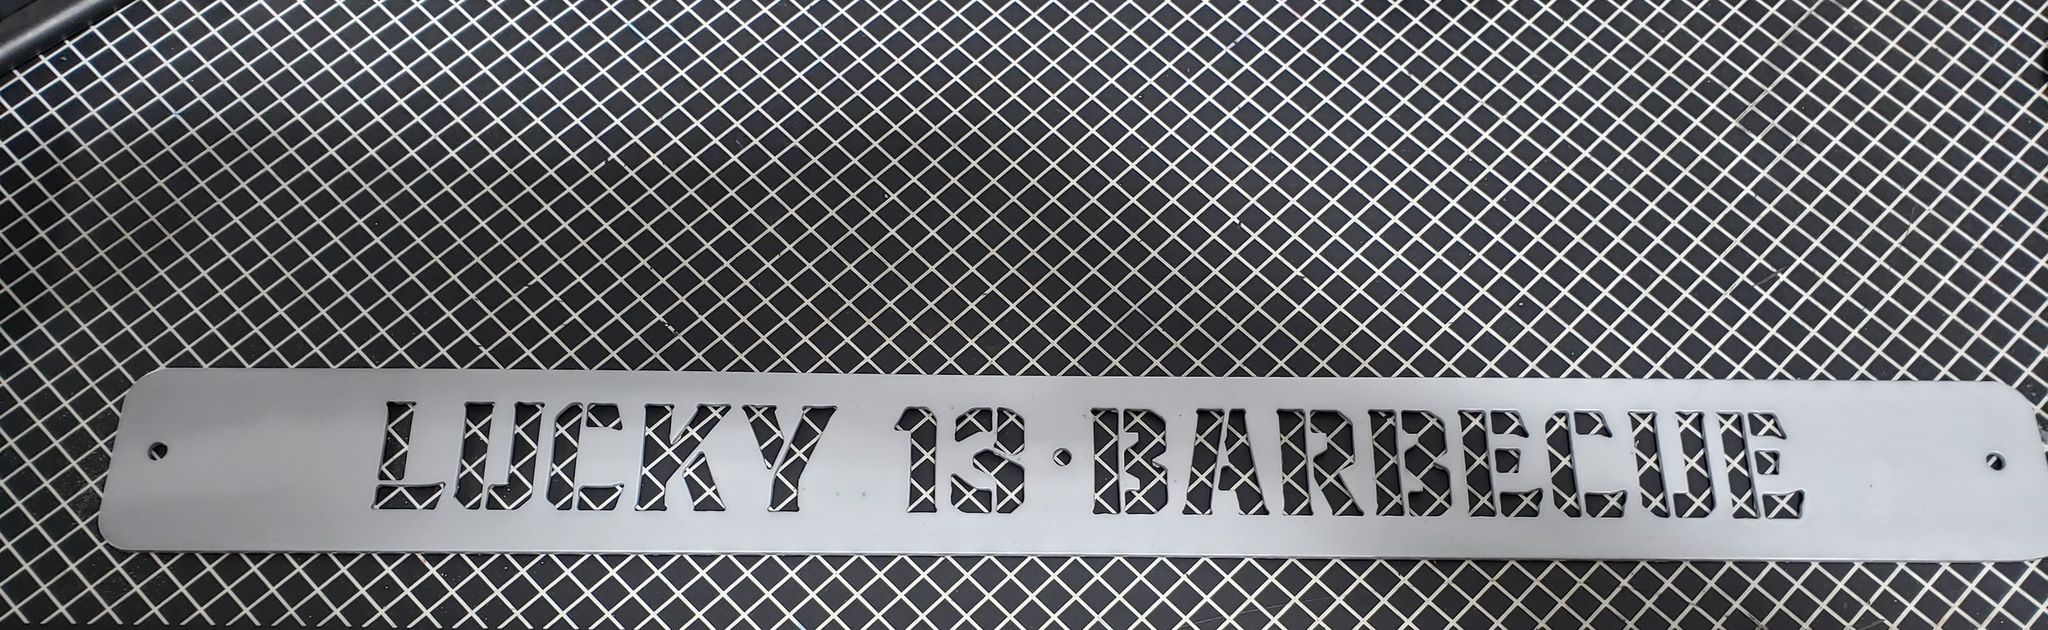 LUCKY 13 • BARBECUE